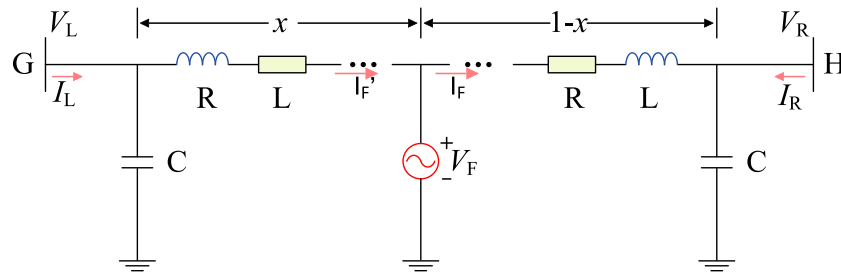 V_L x 1-x V_R
G H
I_L R L I_F' I_F R L I_R
C + V_F − C